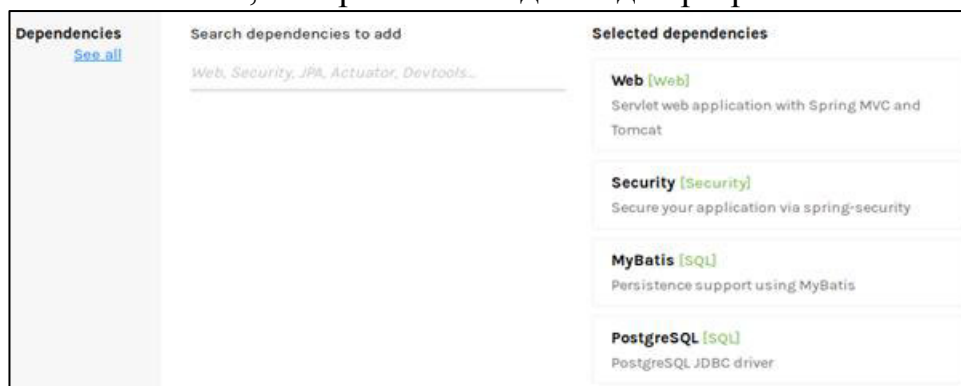 Dependencies
See all
Search dependencies to add
Web, Security, JPA, Actuator, Devtools...
Selected dependencies
Web [Web]
Servlet web application with Spring MVC and
Tomcat
Security [Security]
Secure your application via spring-security
MyBatis [SQL]
Persistence support using MyBatis
PostgreSQL [SQL]
PostgreSQL JDBC driver